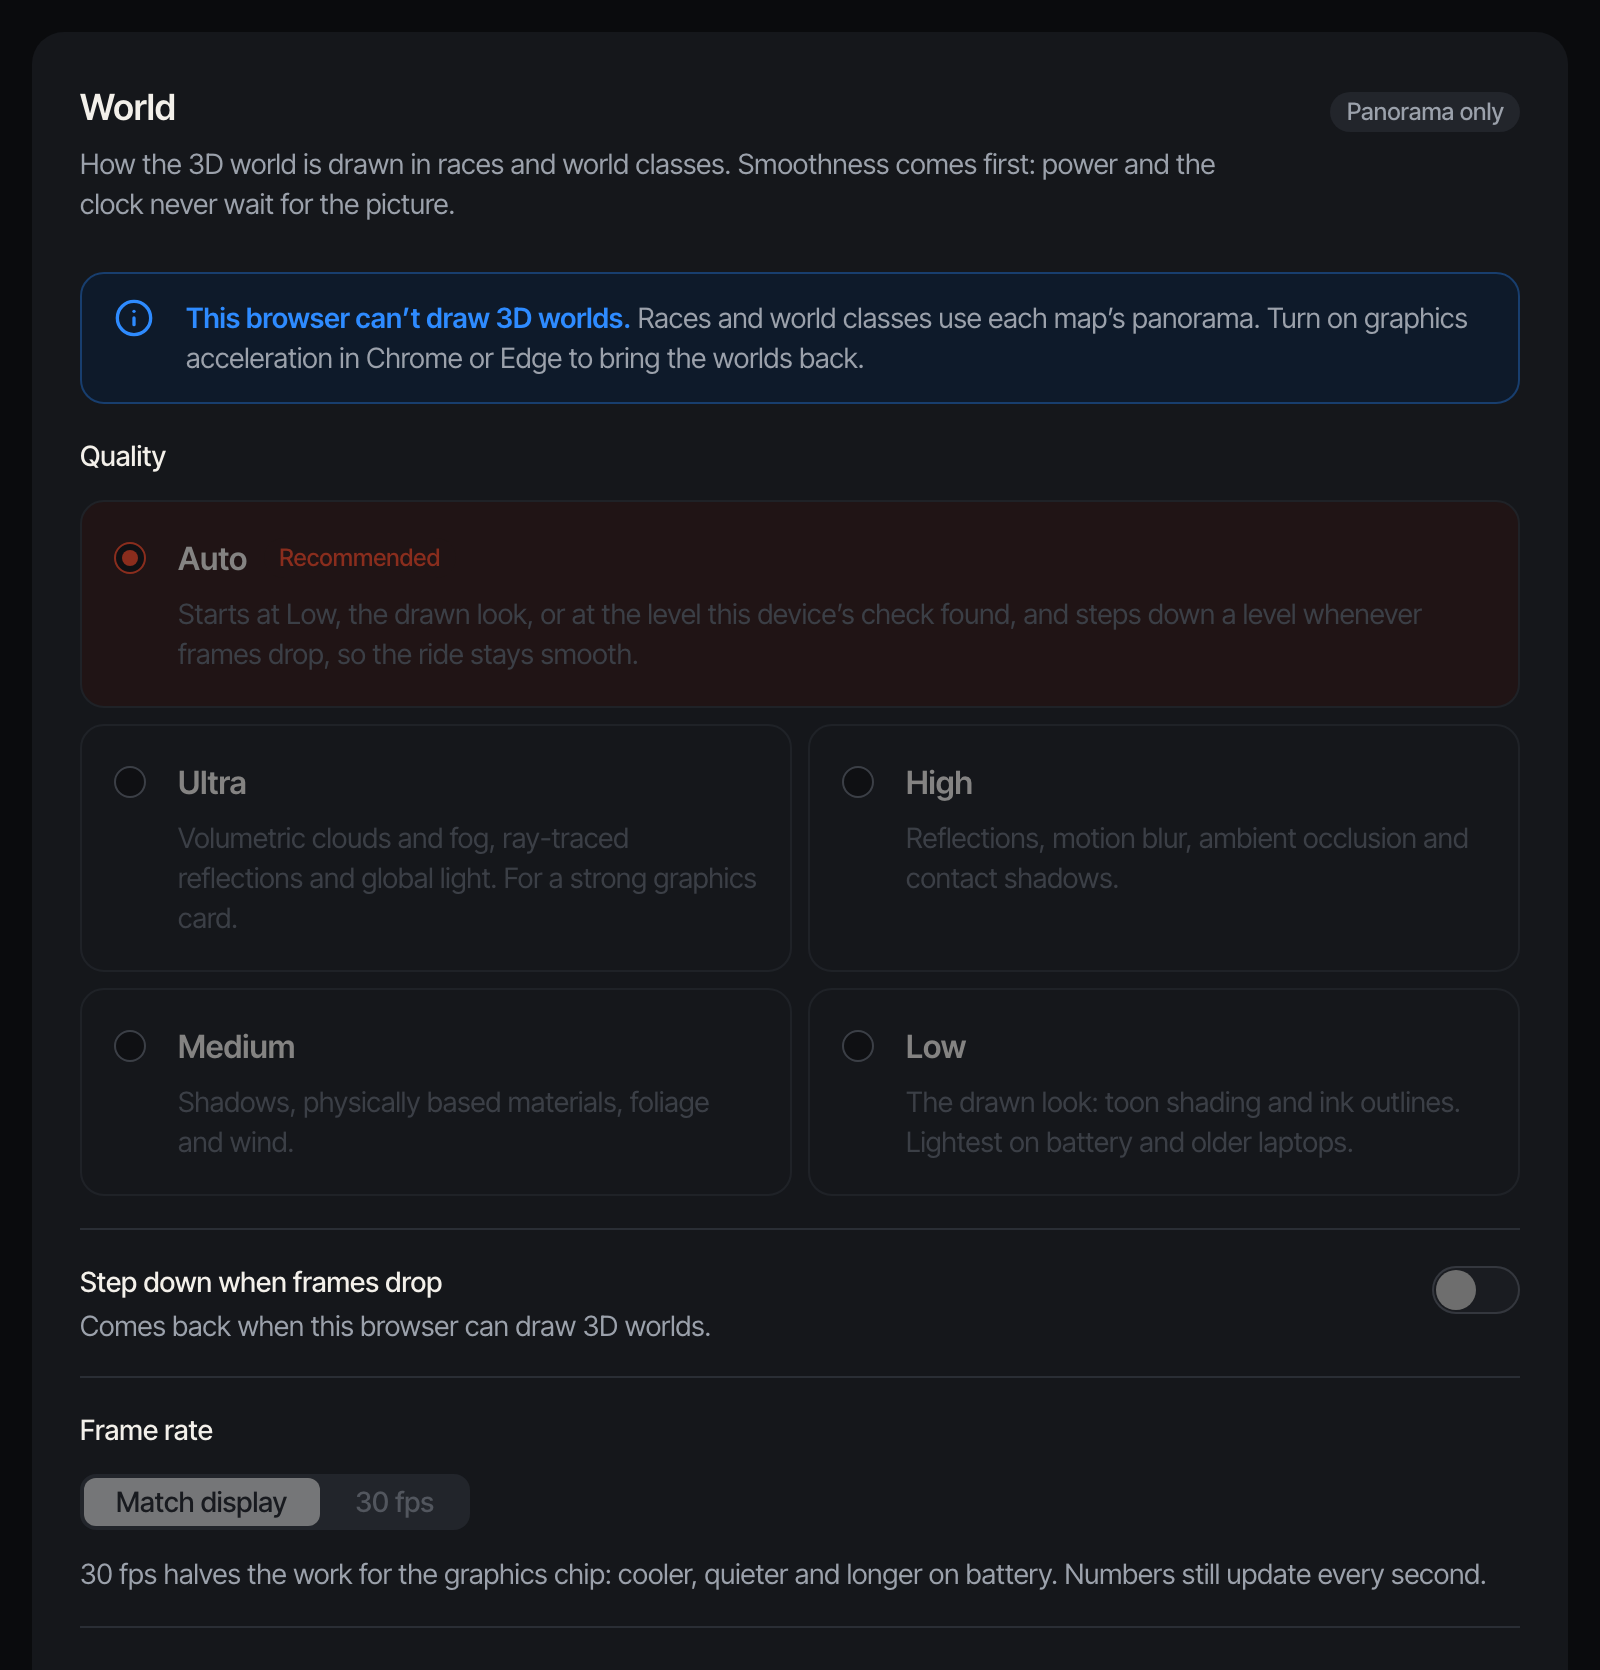 World
Panorama only
How the 3D world is drawn in races and world classes. Smoothness comes first: power and the
clock never wait for the picture.
This browser can’t draw 3D worlds. Races and world classes use each map’s panorama. Turn on graphics
acceleration in Chrome or Edge to bring the worlds back.
Quality
Auto Recommended
Starts at Low, the drawn look, or at the level this device’s check found, and steps down a level whenever
frames drop, so the ride stays smooth.
Ultra
Volumetric clouds and fog, ray-traced
reflections and global light. For a strong graphics
card.
High
Reflections, motion blur, ambient occlusion and
contact shadows.
Medium
Shadows, physically based materials, foliage
and wind.
Low
The drawn look: toon shading and ink outlines.
Lightest on battery and older laptops.
Step down when frames drop
Comes back when this browser can draw 3D worlds.
Frame rate
Match display
30 fps
30 fps halves the work for the graphics chip: cooler, quieter and longer on battery. Numbers still update every second.